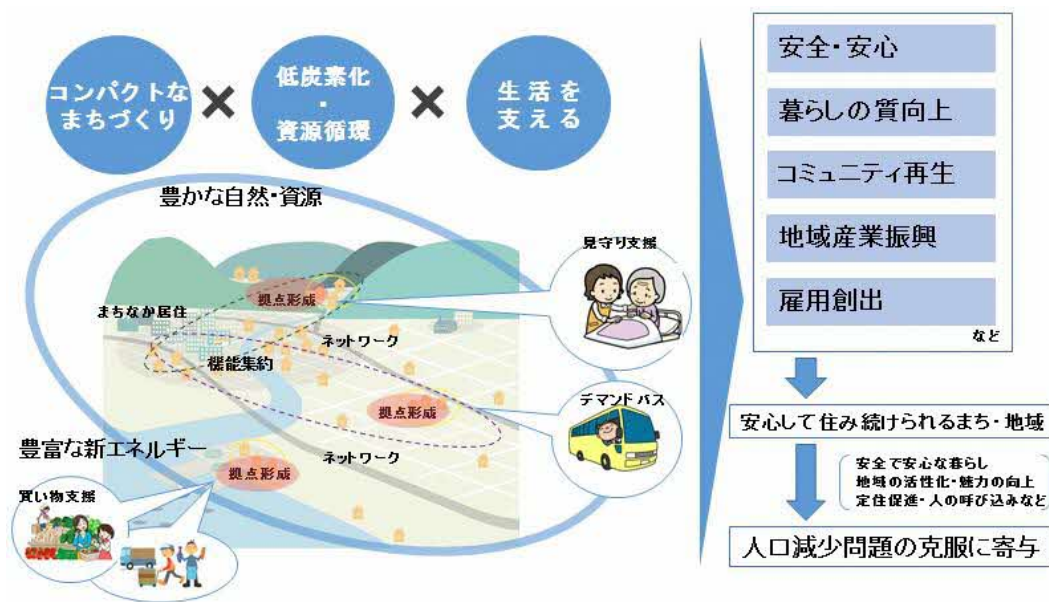 コンパクトな
まちづくり
×
低炭素化
・
資源循環
×
生活を
支える
豊かな自然・資源
見守り支援
まちなか居住
拠点形成
ネットワーク
機能集約
デマンドバス
拠点形成
豊富な新エネルギー
ネットワーク
拠点形成
買い物支援
安全・安心
暮らしの質向上
コミュニティ再生
地域産業振興
雇用創出
など
安心して住み続けられるまち・地域
安全で安心な暮らし
地域の活性化・魅力の向上
定住促進・人の呼び込みなど
人口減少問題の克服に寄与